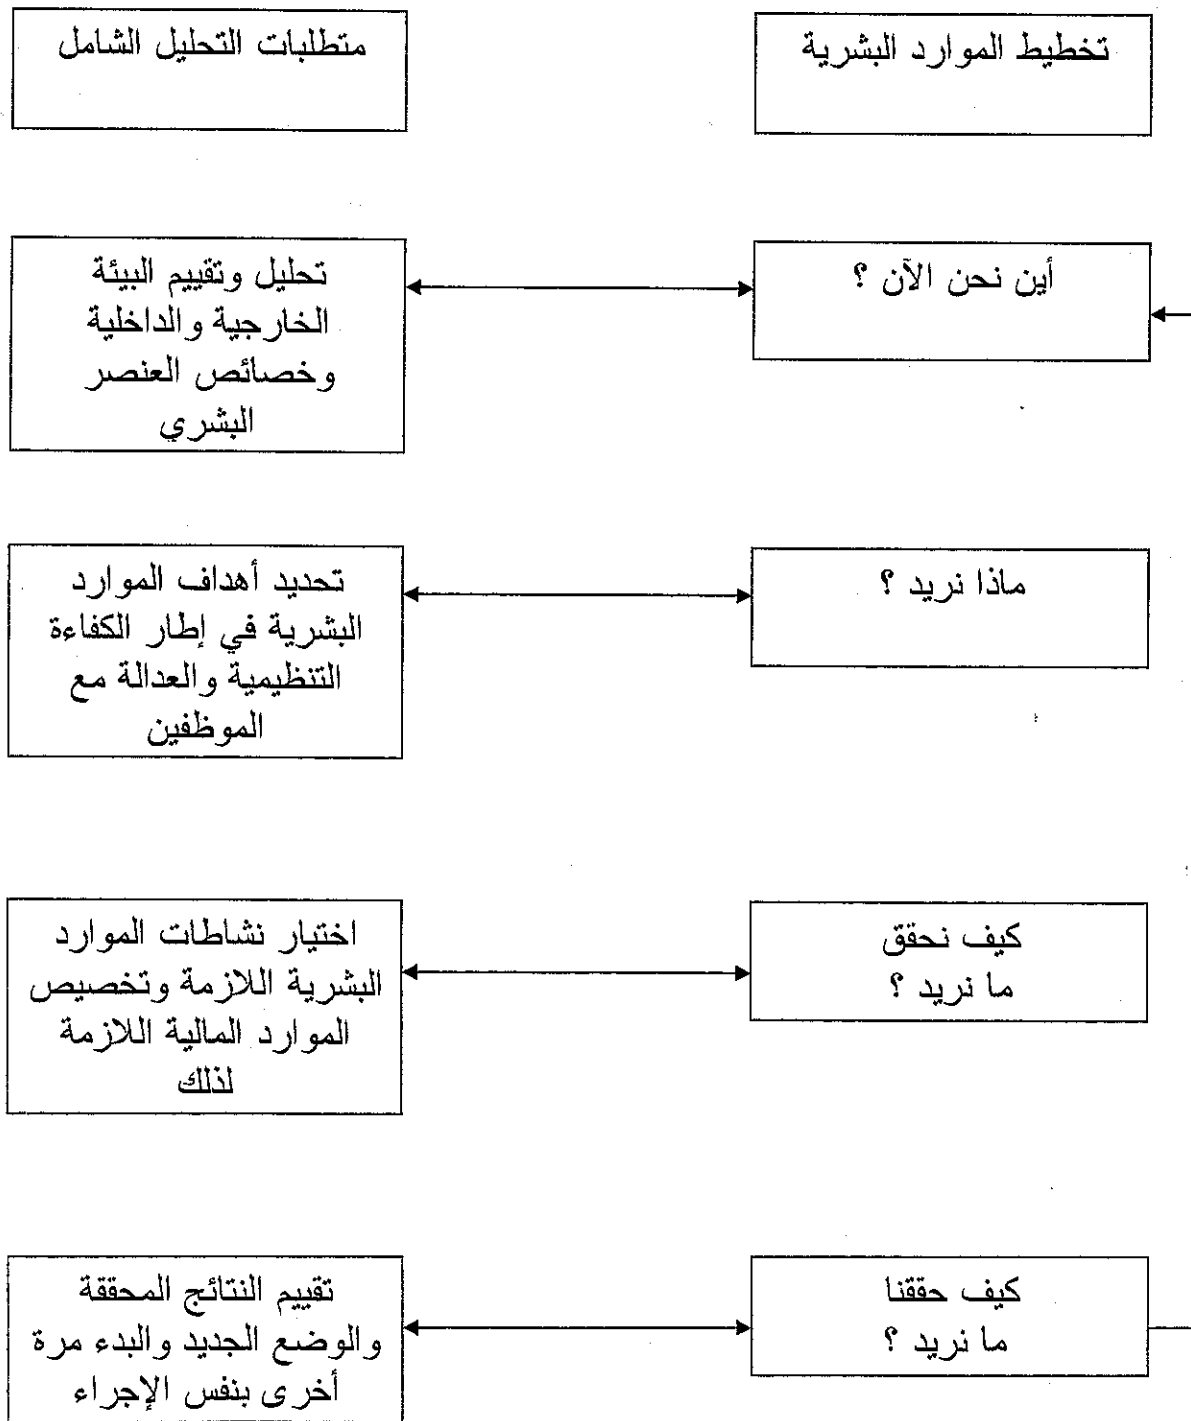 تخطيط الموارد البشرية
متطلبات التحليل الشامل
أين نحن الآن ؟
تحليل وتقييم البيئة
الخارجية والداخلية
وخصائص العنصر
البشري
ماذا نريد ؟
تحديد أهداف الموارد
البشرية في إطار الكفاءة
التنظيمية والعدالة مع
الموظفين
كيف نحقق
ما نريد ؟
اختيار نشاطات الموارد
البشرية اللازمة وتخصيص
الموارد المالية اللازمة
لذلك
كيف حققنا
ما نريد ؟
تقييم النتائج المحققة
والوضع الجديد والبدء مرة
أخرى بنفس الإجراء